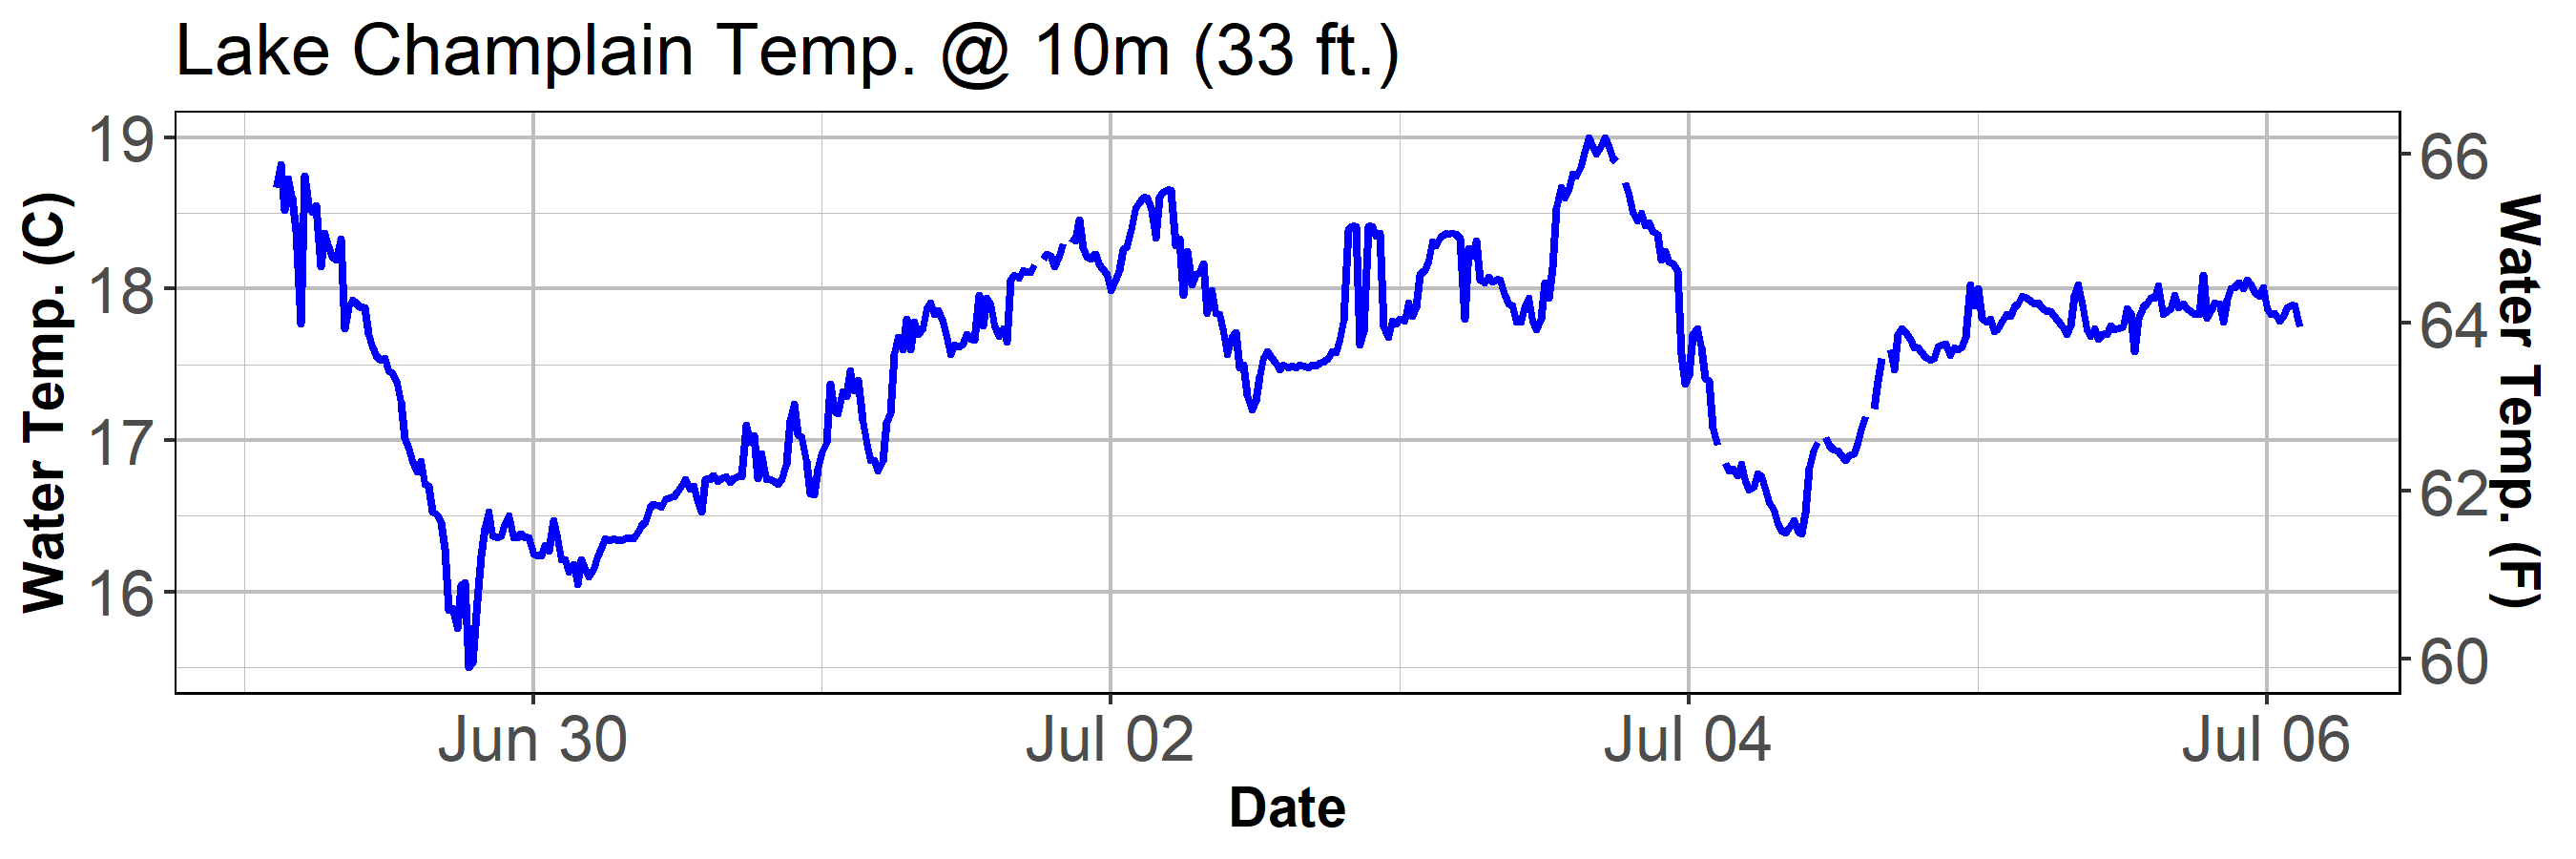 Lake Champlain Temp. @ 10m (33 ft.)
Water Temp. (C)
19
18
17
16
66
64
62
60
Water Temp. (F)
Jun 30
Jul 02
Jul 04
Jul 06
Date